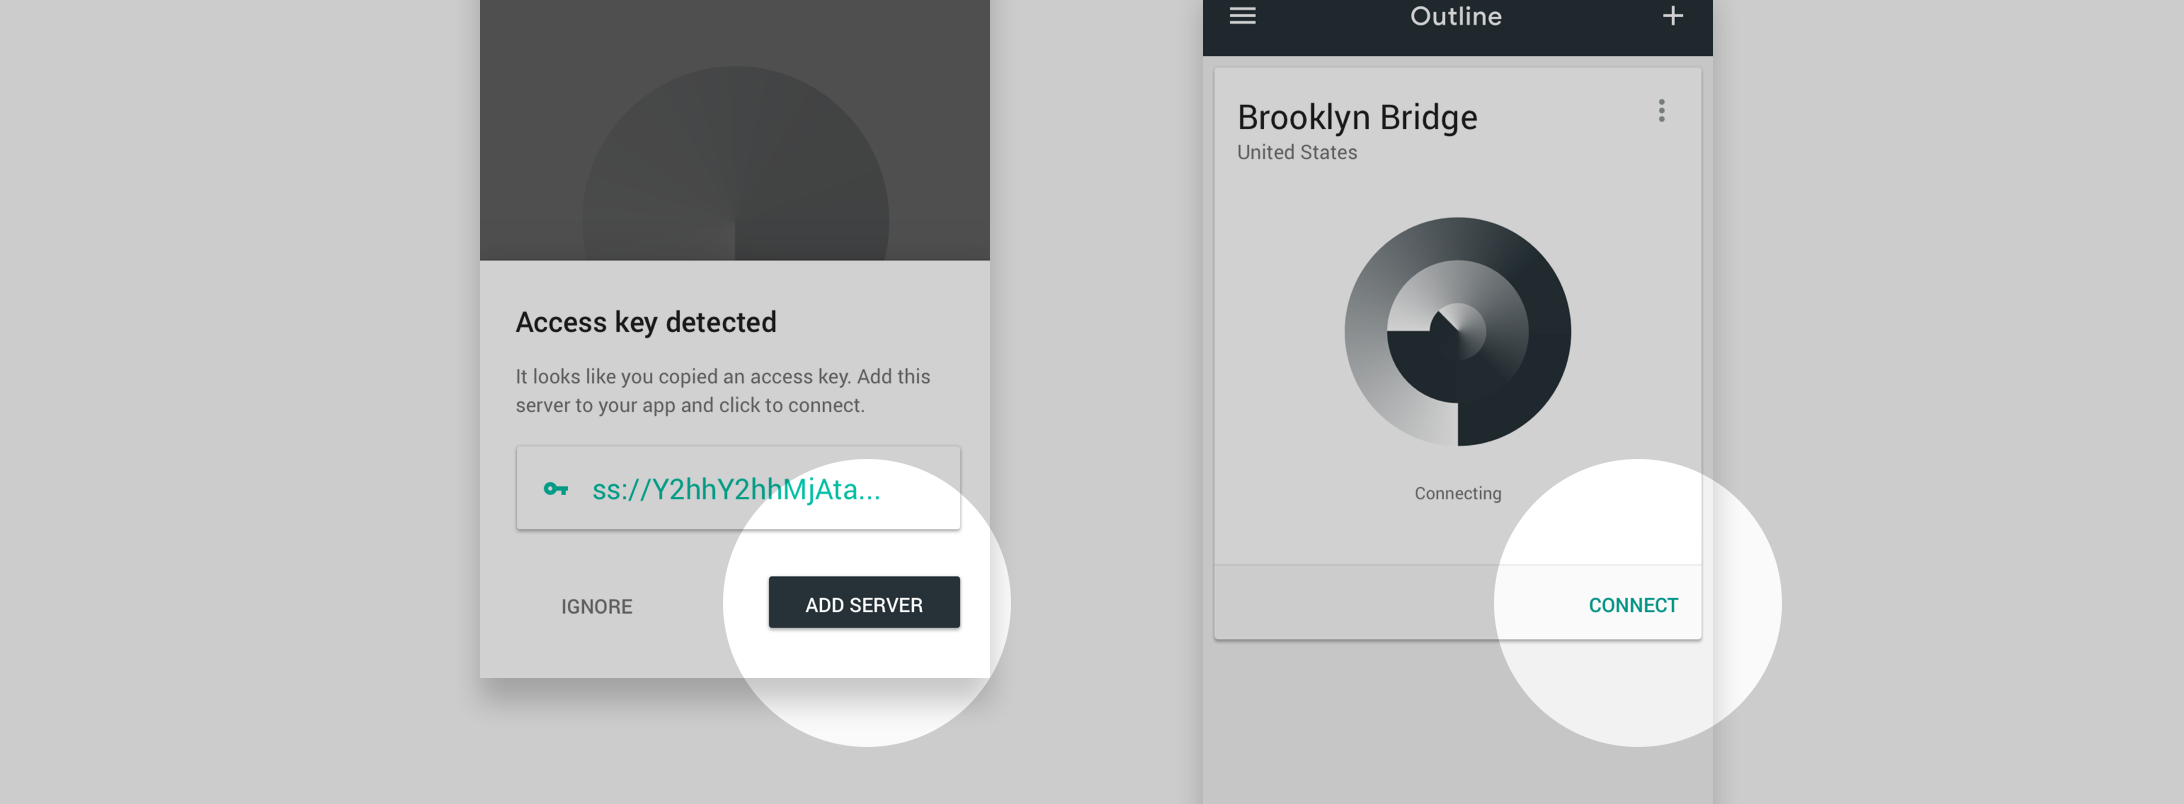 Access key detected
It looks like you copied an access key. Add this
server to your app and click to connect.
ss://Y2hhY2hhMjAta...
IGNORE
ADD SERVER
Outline
Brooklyn Bridge
United States
Connecting
CONNECT